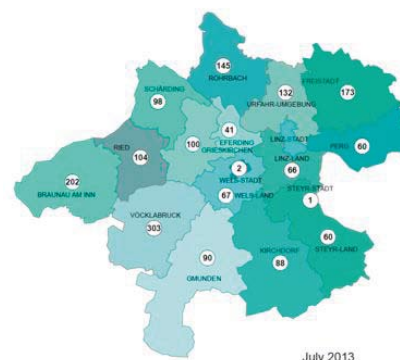 145
ROHRBACH
FREISTADT
173
132
URFAHR-UMGEBUNG
SCHÄRDING
98
41
EFERDING
LINZ-STADT
PERG
60
RIED
104
100
GRIESKIRCHEN
LINZ-LAND
66
2
WELS-STADT
202
BRAUNAU AM INN
67
WELS-LAND
STEYR-STADT
1
VÖCKLABRUCK
303
60
STEYR-LAND
90
GMUNDEN
KIRCHDORF
88
July 2013